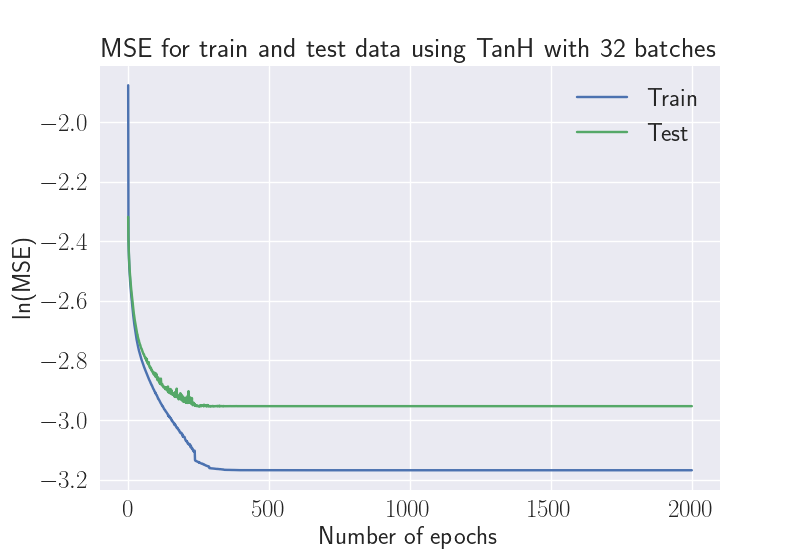 MSE for train and test data using TanH with 32 batches
Train
Test
−2.0
−2.2
−2.4
−2.6
−2.8
−3.0
−3.2
ln(MSE)
0
500
1000
1500
2000
Number of epochs